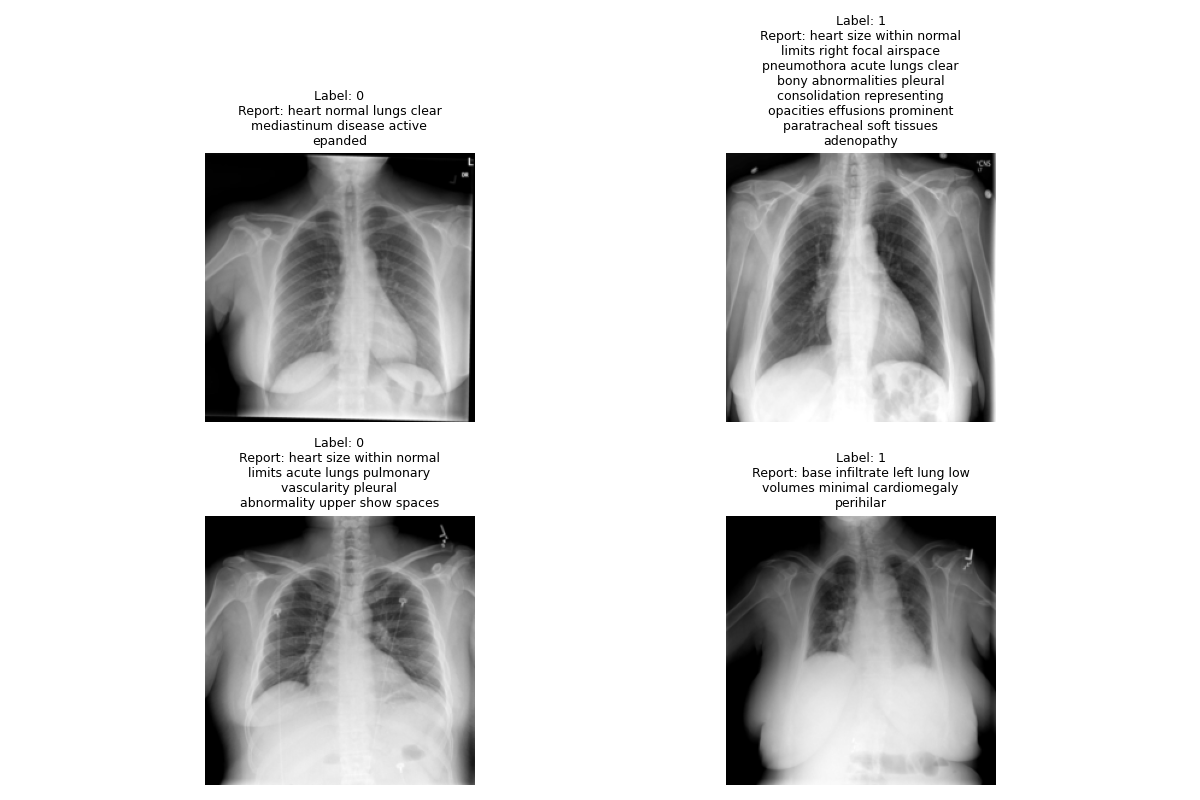 Label: 0
Report: heart normal lungs clear
mediastinum disease active
epanded
L
DR
Label: 1
Report: heart size within normal
limits right focal airspace
pneumothora acute lungs clear
bony abnormalities pleural
consolidation representing
opacities effusions prominent
paratracheal soft tissues
adenopathy
Label: 0
Report: heart size within normal
limits acute lungs pulmonary
vascularity pleural
abnormality upper show spaces
Label: 1
Report: base infiltrate left lung low
volumes minimal cardiomegaly
perihilar